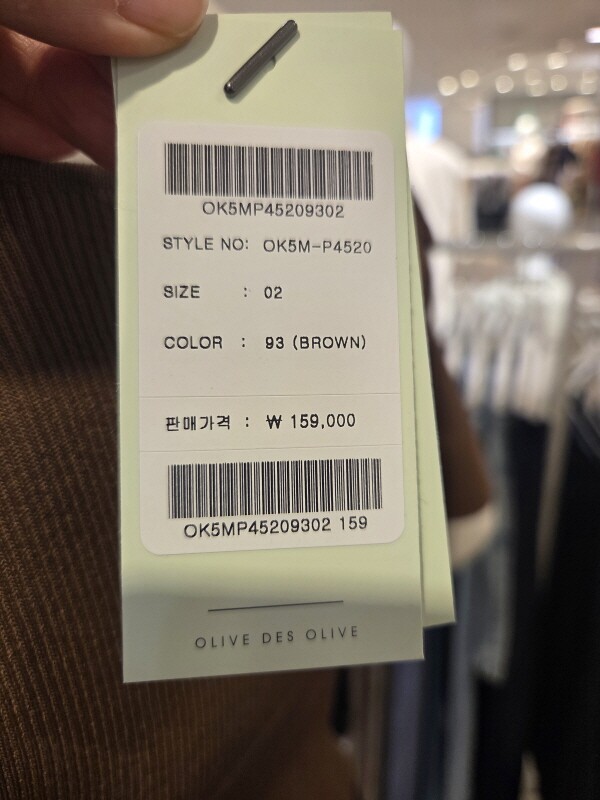 OK5MP45209302
STYLE NO: OK5M-P4520
SIZE : 02
COLOR : 93 (BROWN)
판매가격 : ₩ 159,000
OK5MP45209302 159
OLIVE DES OLIVE